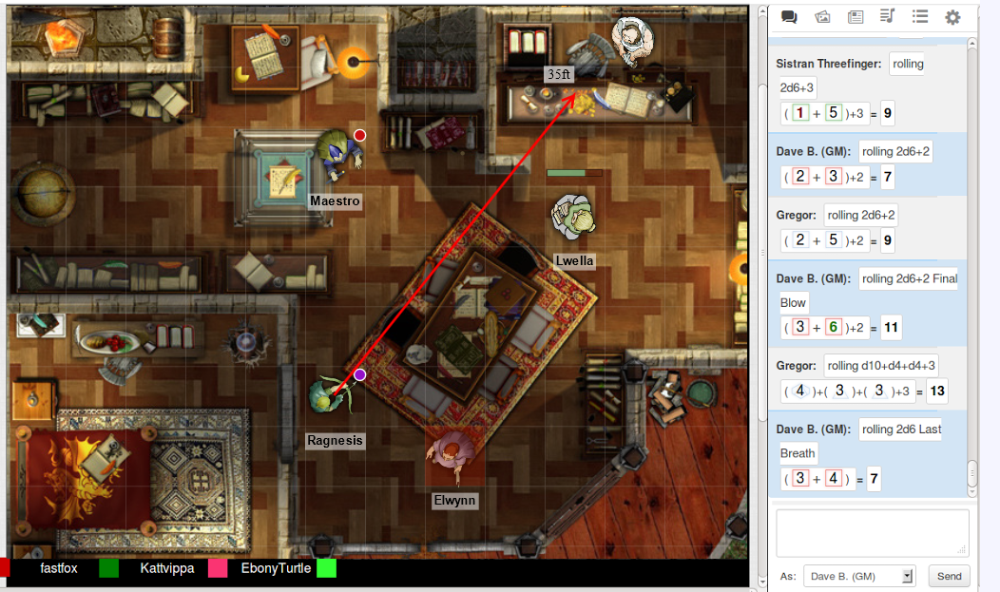 35ft
Maestro
Lwella
Ragnesis
Elwynn
fastfox
Kattvippa
EbonyTurtle
Sistran Threefinger: rolling
2d6+3
( 1 + 5 )+3 = 9
Dave B. (GM): rolling 2d6+2
( 2 + 3 )+2 = 7
Gregor: rolling 2d6+2
( 2 + 5 )+2 = 9
Dave B. (GM): rolling 2d6+2 Final
Blow
( 3 + 6 )+2 = 11
Gregor: rolling d10+d4+d4+3
( 4 )+( 3 )+( 3 )+3 = 13
Dave B. (GM): rolling 2d6 Last
Breath
( 3 + 4 ) = 7
As: Dave B. (GM) Send